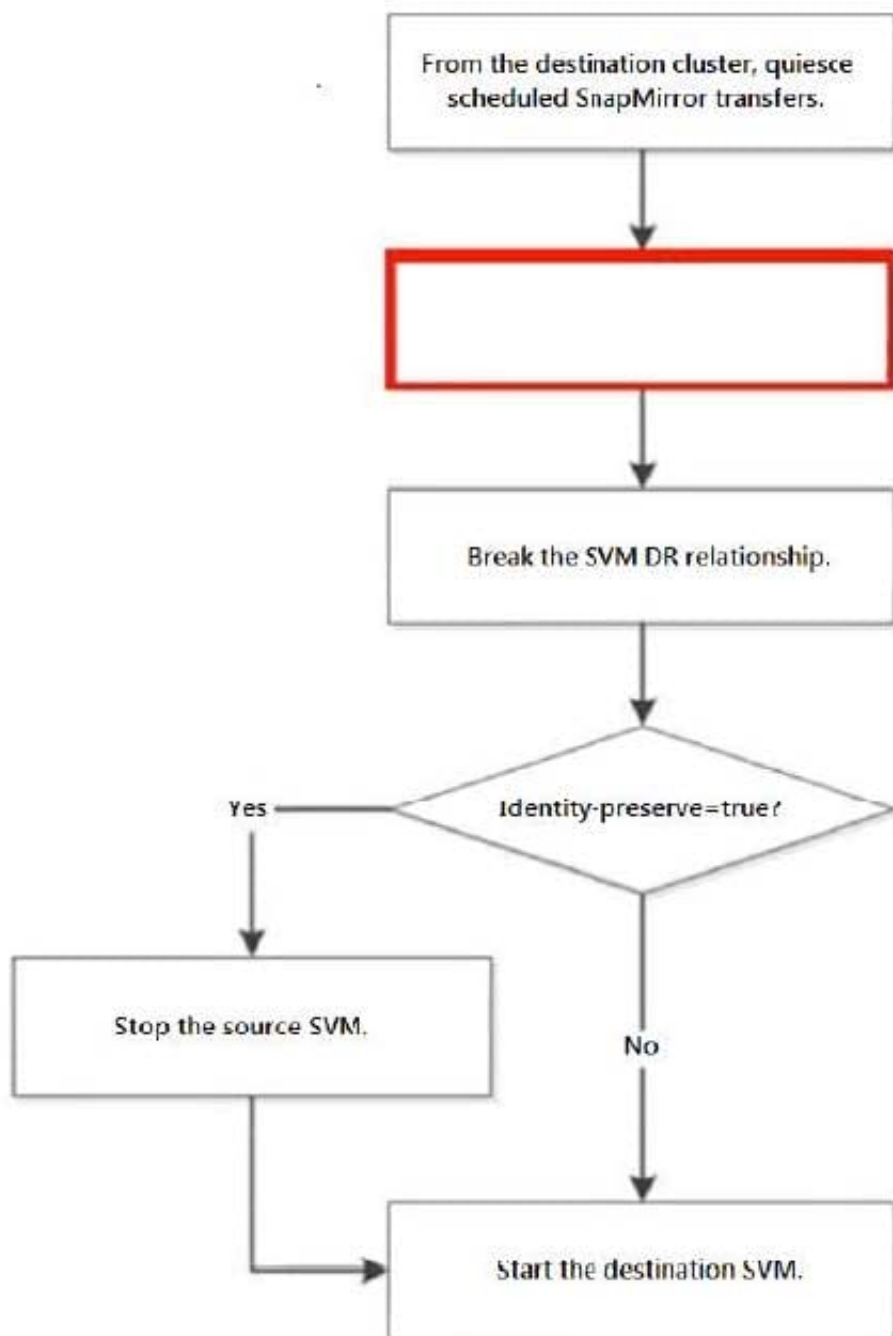 From the destination cluster, quiesce
scheduled SnapMirror transfers.
Break the SVM DR relationship.
Identity-preserve=true?
Yes
Stop the source SVM.
No
Start the destination SVM.